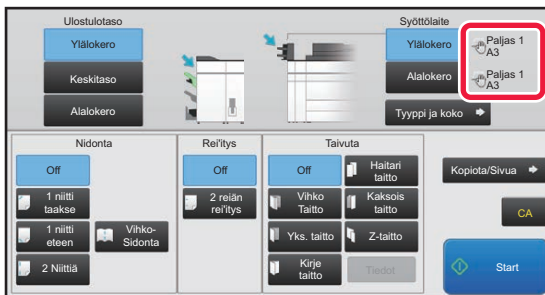 Ulostulotaso
Syöttölaite
Ylälokero
Keskitaso
Alalokero
Ylälokero
Paljas 1
A3
Alalokero
Paljas 1
A3
Tyyppi ja koko
Nidonta
Off
1 niitti
taakse
1 niitti
eteen
Vihko-
Sidonta
2 Niittiä
Rei'itys
Off
2 reiän
rei'itys
Taivuta
Off
Haitari
taitto
Vihko
Taitto
Kaksois
taitto
Yks. taitto
Z-taitto
Kirje
taitto
Tiedot
Kopiota/Sivua
CA
Start